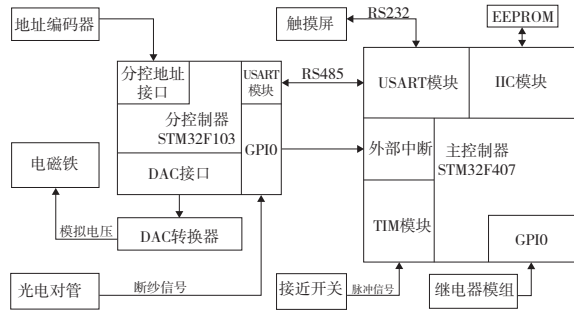 地址编码器
触摸屏
RS232
EEPROM
分控地址
接口
USART
模块
RS485
USART模块
IIC模块
分控制器
STM32F103
GPI0
外部中断
主控制器
STM32F407
电磁铁
DAC接口
模拟电压
DAC转换器
TIM模块
GPI0
光电对管
断纱信号
接近开关
脉冲信号
继电器模组